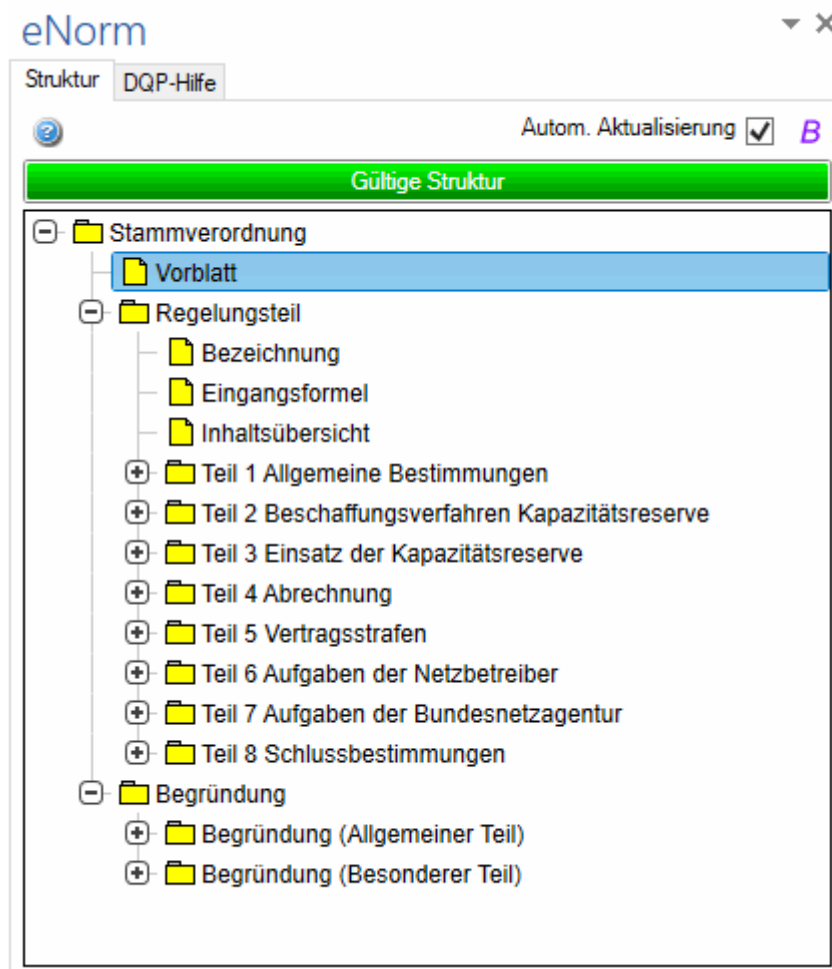 eNorm
Struktur DQP-Hilfe
Autom. Aktualisierung B
Gültige Struktur
Stammverordnung
Vorblatt
Regelungsteil
Bezeichnung
Eingangsformel
Inhaltsübersicht
Teil 1 Allgemeine Bestimmungen
Teil 2 Beschaffungsverfahren Kapazitätsreserve
Teil 3 Einsatz der Kapazitätsreserve
Teil 4 Abrechnung
Teil 5 Vertragsstrafen
Teil 6 Aufgaben der Netzbetreiber
Teil 7 Aufgaben der Bundesnetzagentur
Teil 8 Schlussbestimmungen
Begründung
Begründung (Allgemeiner Teil)
Begründung (Besonderer Teil)